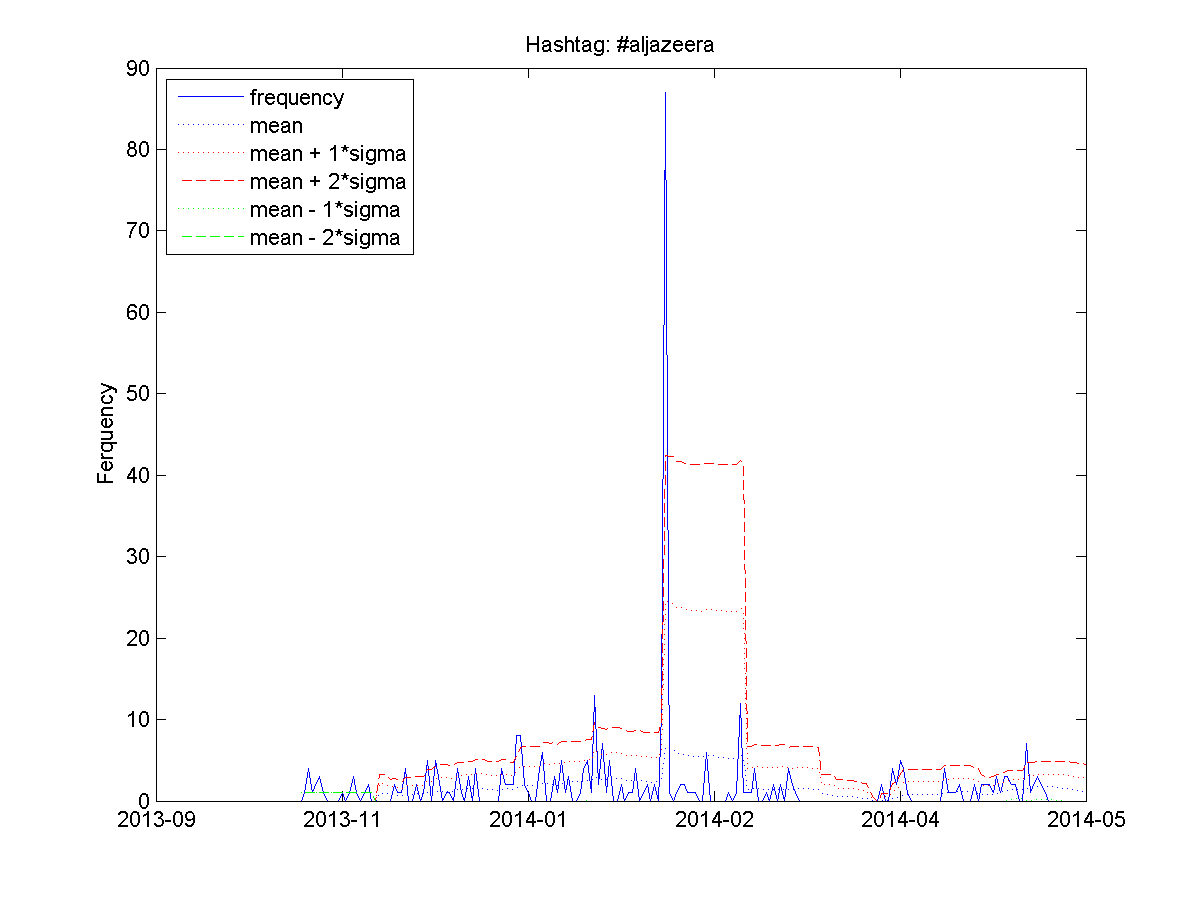 Hashtag: #aljazeera
90
80
70
60
50
40
30
20
10
0
Ferquency
frequency
mean
mean + 1*sigma
mean + 2*sigma
mean - 1*sigma
mean - 2*sigma
2013-09 2013-11 2014-01 2014-02 2014-04 2014-05